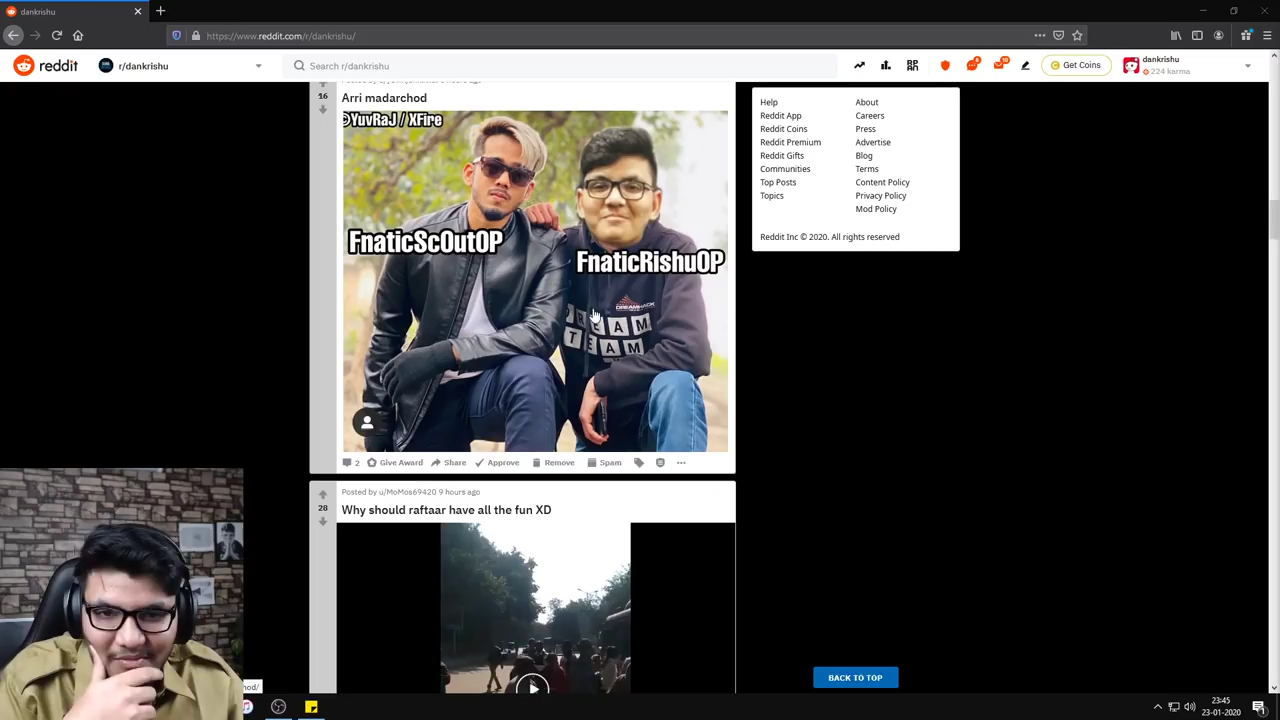 dankrishu
https://www.reddit.com/r/dankrishu/
reddit
r/dankrishu
Search r/dankrishu
Get Coins
dankrishu
224 karma
16
Arri madarchod
@YuvRaJ / XFire
FnaticScOutOP
FnaticRishuOP
DREAMHACK
DREAM
TEAM
2 Give Award Share Approve Remove Spam
Help
About
Reddit App
Careers
Reddit Coins
Press
Reddit Premium
Advertise
Reddit Gifts
Blog
Communities
Terms
Top Posts
Content Policy
Topics
Privacy Policy
Mod Policy
Reddit Inc © 2020. All rights reserved
Posted by u/MoMos69420 9 hours ago
28
Why should raftaar have all the fun XD
BACK TO TOP
hod/
23:45
23-01-2020